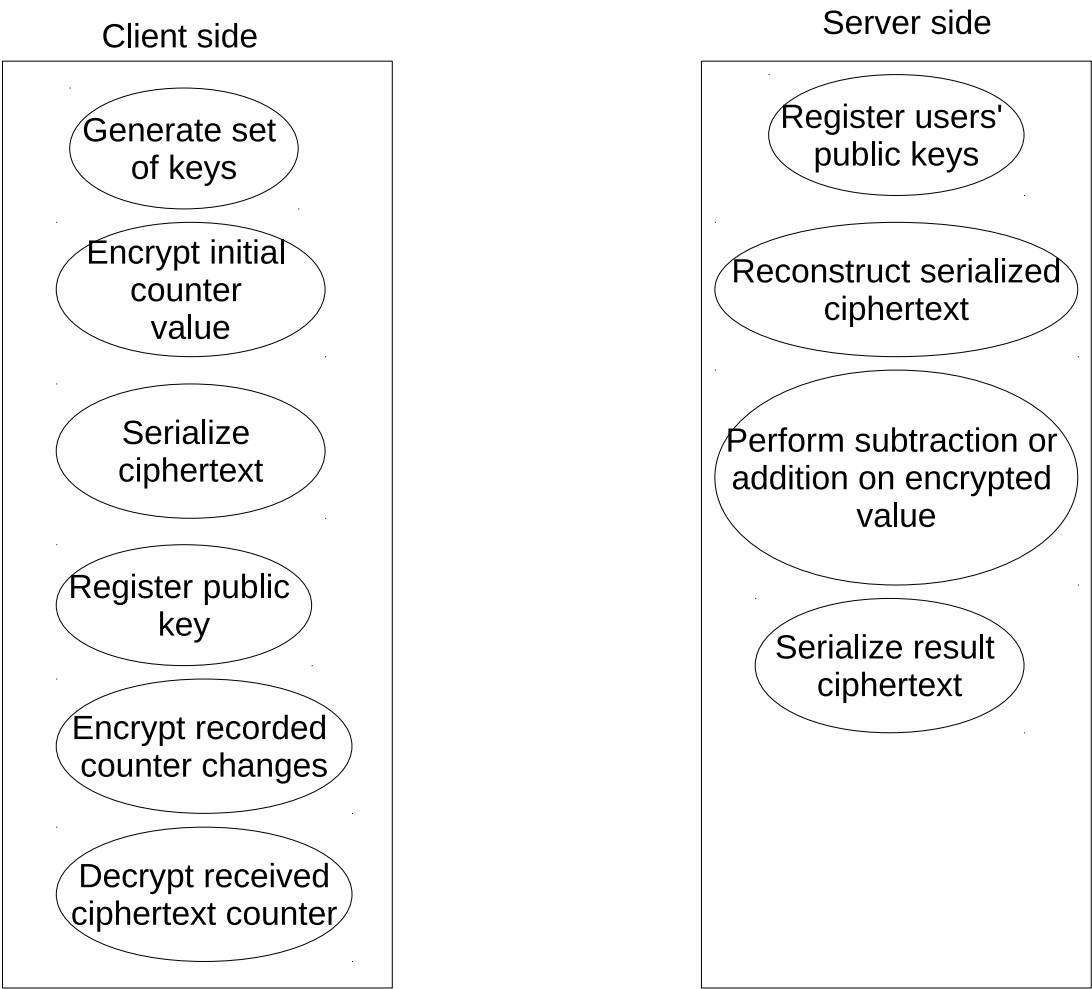 Client side
Generate set
of keys
Encrypt initial
counter
value
Serialize
ciphertext
Register public
key
Encrypt recorded
counter changes
Decrypt received
ciphertext counter
Server side
Register users'
public keys
Reconstruct serialized
ciphertext
Perform subtraction or
addition on encrypted
value
Serialize result
ciphertext